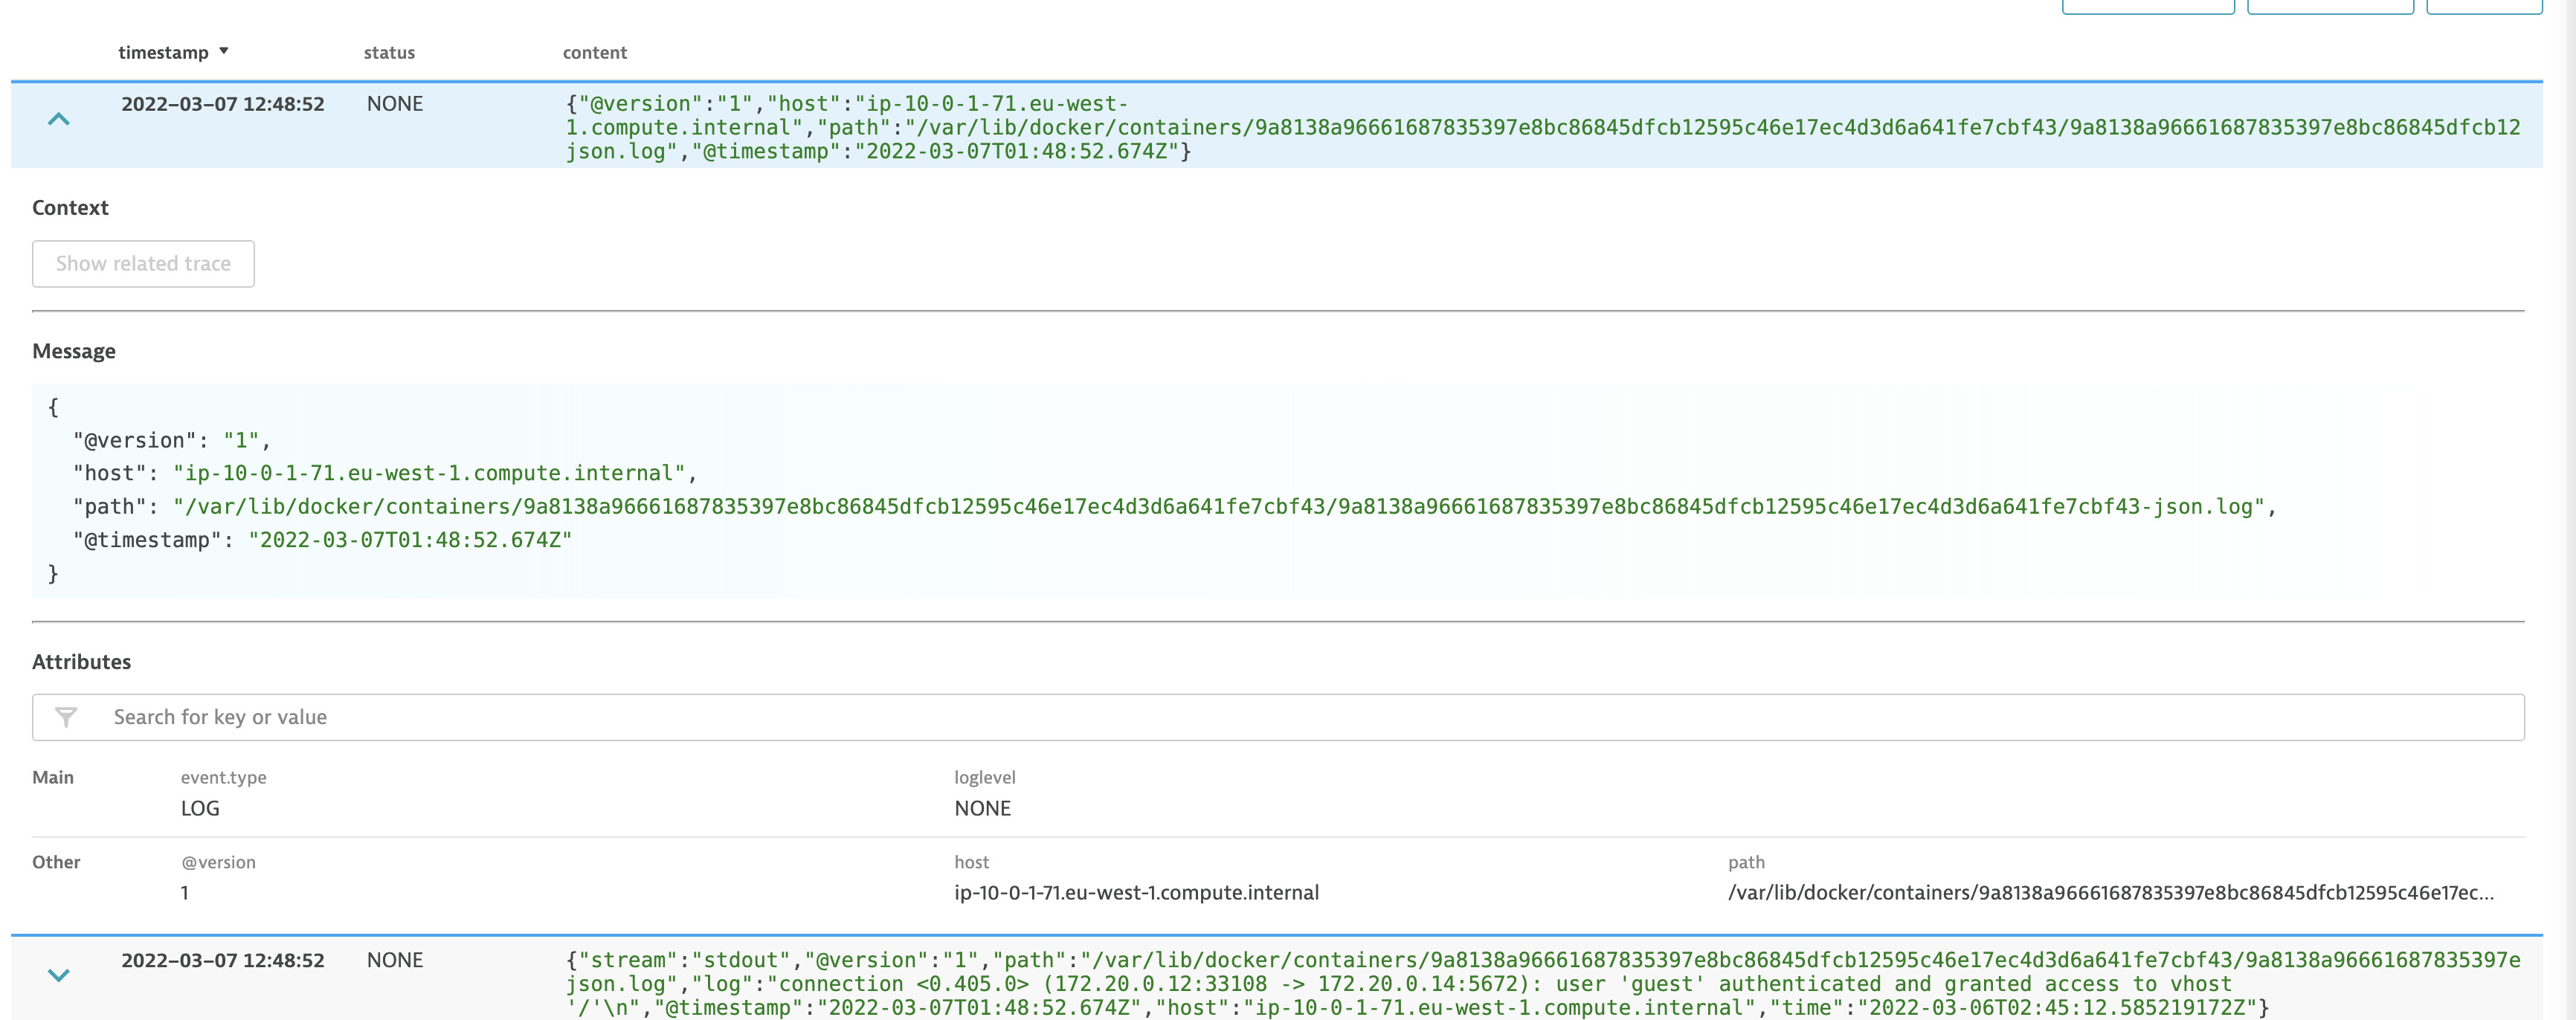 timestamp ▼ status content
2022–03–07 12:48:52 NONE {"@version":"1","host":"ip-10-0-1-71.eu-west-
1.compute.internal","path":"/var/lib/docker/containers/9a8138a96661687835397e8bc86845dfcb12595c46e17ec4d3d6a641fe7cbf43/9a8138a96661687835397e8bc86845dfcb12
json.log","@timestamp":"2022-03-07T01:48:52.674Z"}
Context
Show related trace
Message
{
"@version": "1",
"host": "ip-10-0-1-71.eu-west-1.compute.internal",
"path": "/var/lib/docker/containers/9a8138a96661687835397e8bc86845dfcb12595c46e17ec4d3d6a641fe7cbf43/9a8138a96661687835397e8bc86845dfcb12595c46e17ec4d3d6a641fe7cbf43-json.log",
"@timestamp": "2022-03-07T01:48:52.674Z"
}
Attributes
Search for key or value
Main event.type loglevel
LOG NONE
Other @version host path
1 ip-10-0-1-71.eu-west-1.compute.internal /var/lib/docker/containers/9a8138a96661687835397e8bc86845dfcb12595c46e17ec...
2022–03–07 12:48:52 NONE {"stream":"stdout","@version":"1","path":"/var/lib/docker/containers/9a8138a96661687835397e8bc86845dfcb12595c46e17ec4d3d6a641fe7cbf43/9a8138a96661687835397e
json.log","log":"connection <0.405.0> (172.20.0.12:33108 -> 172.20.0.14:5672): user 'guest' authenticated and granted access to vhost
'/'\n","@timestamp":"2022-03-07T01:48:52.674Z","host":"ip-10-0-1-71.eu-west-1.compute.internal","time":"2022-03-06T02:45:12.585219172Z"}